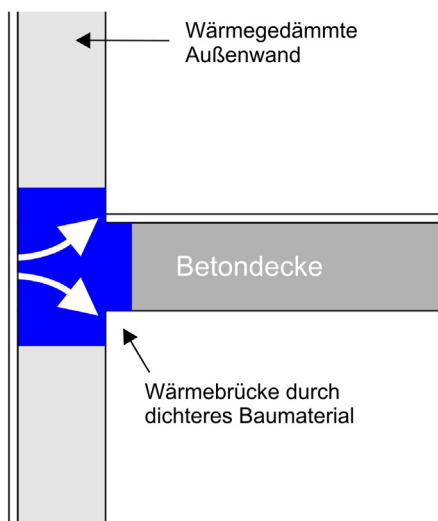 Wärmegedämmte
Außenwand
Betondecke
Wärmebrücke durch
dichteres Baumaterial